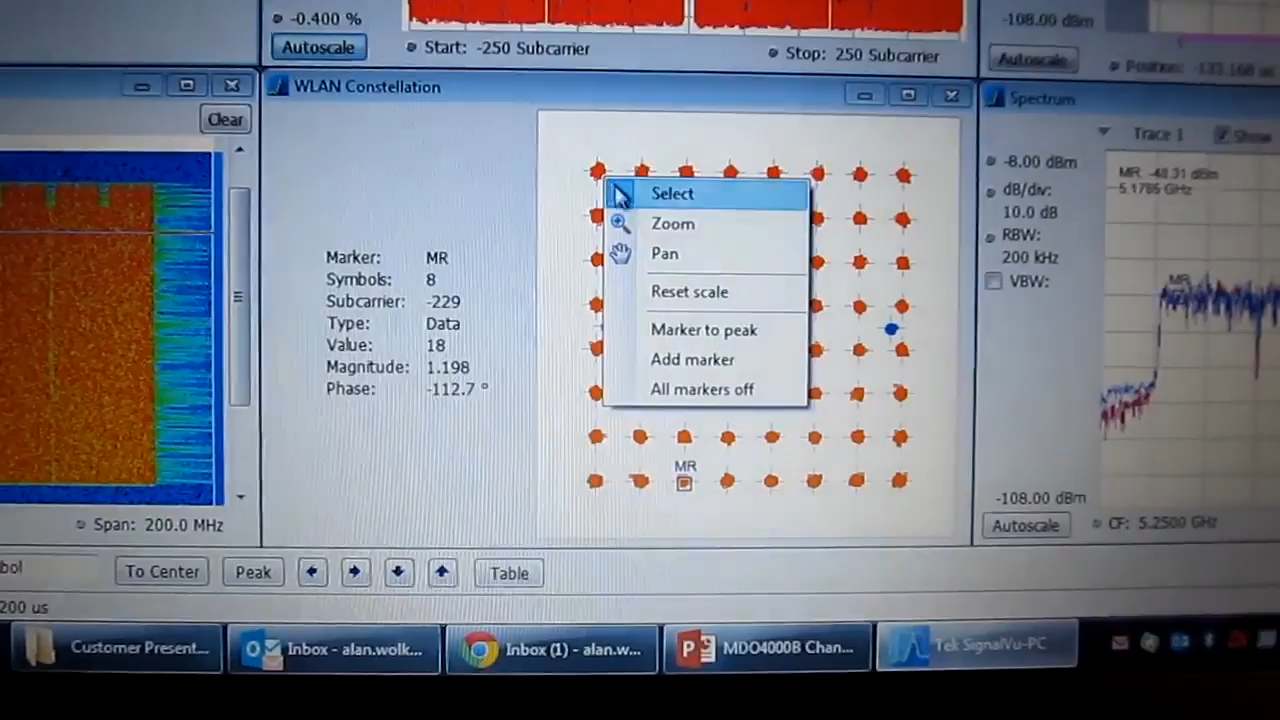 -0.400 %
Autoscale
Start: -250 Subcarrier
Stop: 250 Subcarrier
-108.00 dBm
Autoscale
Position:
Clear
WLAN Constellation
Marker: MR
Symbols: 8
Subcarrier: -229
Type: Data
Value: 18
Magnitude: 1.198
Phase: -112.7 °
Select
Zoom
Pan
Reset scale
Marker to peak
Add marker
All markers off
MR
Spectrum
Trace 1
Show
-8.00 dBm
dB/div:
10.0 dB
RBW:
200 kHz
VBW:
MR: -48.31 dBm
5.1785 GHz
MR
-108.00 dBm
Autoscale
CF: 5.2500 GHz
Span: 200.0 MHz
bol
To Center
Peak
Table
200 us
Customer Present...
Inbox - alan.wolk...
Inbox (1) - alan.w...
MDO4000B Chan...
Tek SignalVu-PC